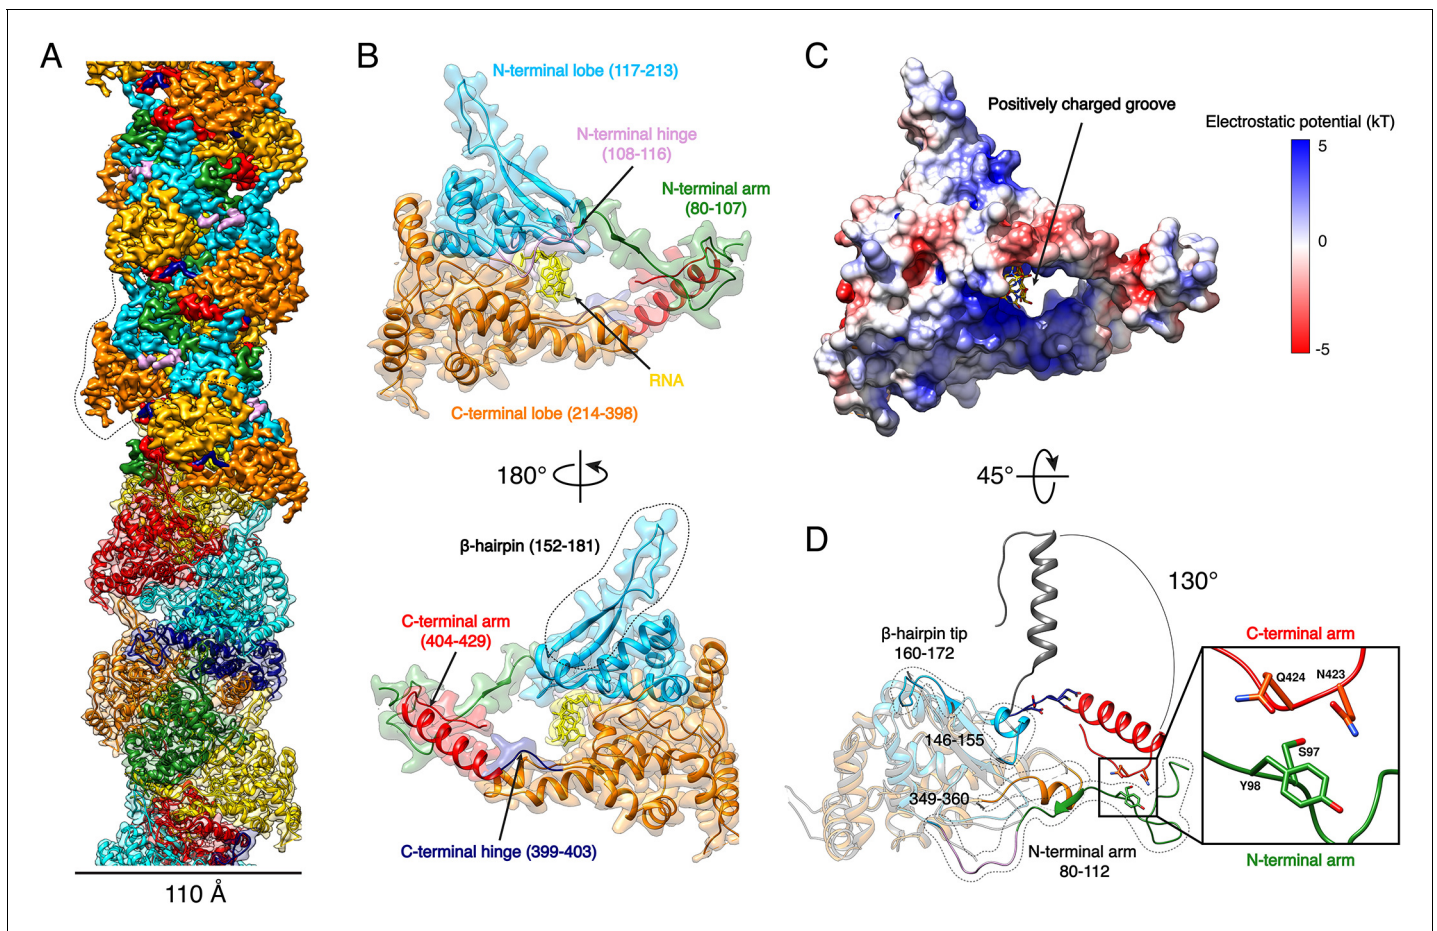 A
110 Å
B
N-terminal lobe (117-213)
N-terminal hinge
(108-116)
N-terminal arm
(80-107)
RNA
C-terminal lobe (214-398)
180°
β-hairpin (152-181)
C-terminal arm
(404-429)
C-terminal hinge (399-403)
C
Positively charged groove
Electrostatic potential (kT)
5
0
-5
45°
D
130°
β-hairpin tip
160-172
146-155
349-360
N-terminal arm
80-112
C-terminal arm
Q424
N423
S97
Y98
N-terminal arm